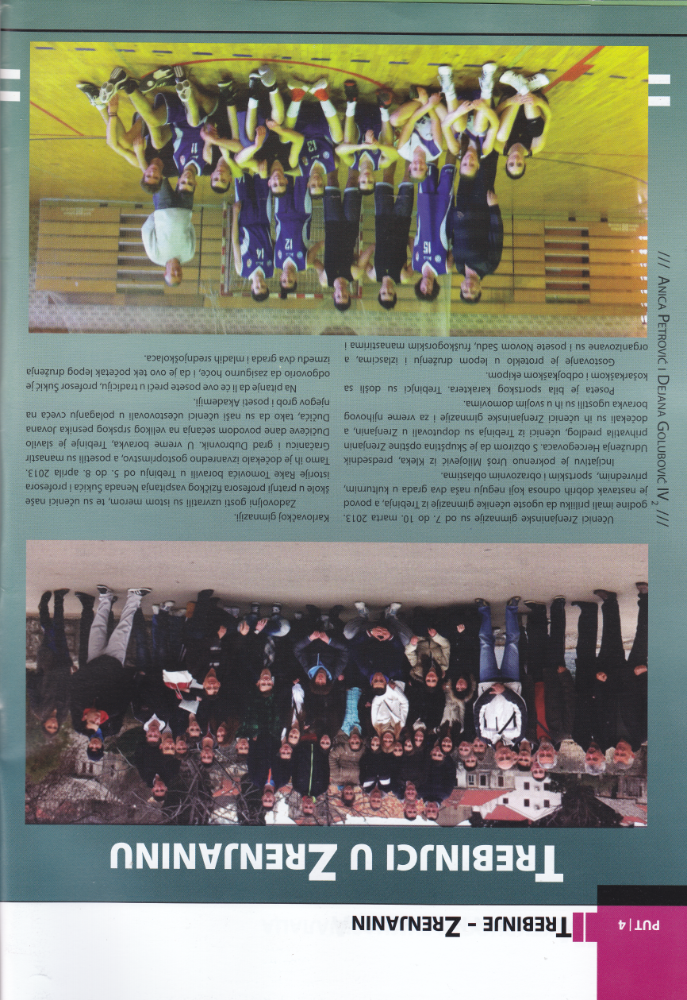 PUT | 4
TREBINJE - ZRENJANIN
TREBINJCI U ZRENJANINU
Učenici Zrenjaninske gimnazije su od 7. do 10. marta 2013.
godine imali priliku da ugoste učenike gimnazije iz Trebinja, a povod
je nastavak dobrih odnosa koji neguju naša dva grada u kulturnim,
privrednim, sportskim i obrazovnim oblastima.
Incijativu je pokrenuo Uroš Milojević iz Kleka, predsednik
Udruženja Hercegovaca. S obzirom da je Skupština opštine Zrenjanin
prihvatila predlog, učenici iz Trebinja su doputovali u Zrenjanin, a
dočekali su ih učenici Zrenjaninske gimnazije i za vreme njihovog
boravka ugostili su ih u svojim domovima.
Poseta je bila sportskog karaktera. Trebinjci su došli sa
košarkaškom i odbojkaškom ekipom.
Gostovanje je proteklo u lepom druženju i izlascima, a
organizovane su i posete Novom Sadu, fruškogorskim manastirima i
Karlovačkoj gimnaziji.
Zadovoljni gosti uzvratili su istom merom, te su učenici naše
škole u pratnji profesora fizičkog vaspitanja Nenada Šukića i profesora
istorije Rake Tomovića boravili u Trebinju od 5. do 8. aprila 2013.
Tamo ih je dočekalo izvanredno gostoprimstvo, a posetili su manastir
Gračanicu i grad Dubrovnik. U vreme boravka, Trebinje je slavilo
Dučićeve dane povodom sećanja na velikog srpskog pesnika Jovana
Dučića, tako da su naši učenici učestvovali u polaganju cveća na
njegov grob i poseti Akademiji.
Na pitanje da li će ove posete preći u tradiciju, profesor Šukić je
odgovorio da zasigurno hoće, i da je ovo tek početak lepog druženja
između dva grada i mladih srednjoškolaca.
/// ANICA PETROVIĆ I DEJANA GOLUBOVIĆ IV2 ///
15
12
14
13
11